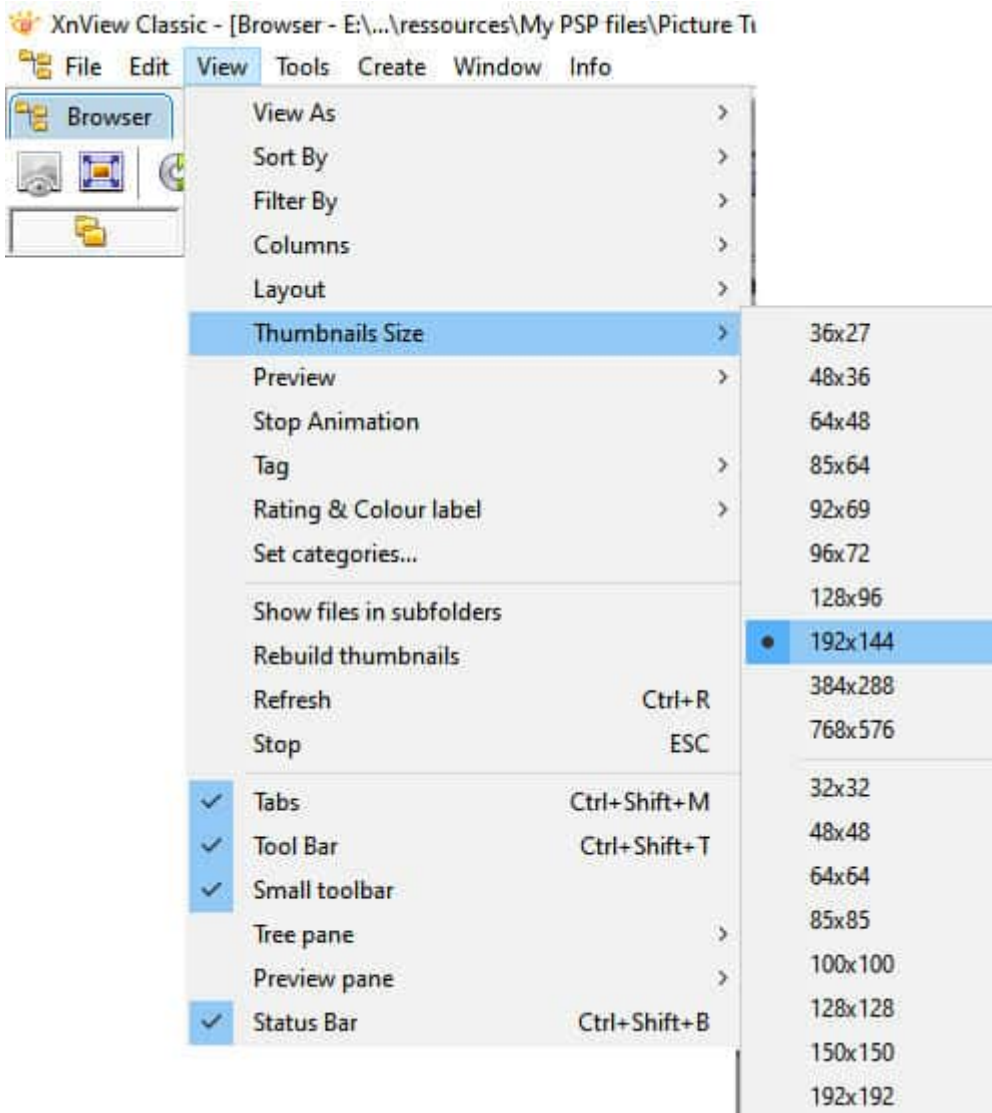 XnView Classic - [Browser - E:\...\ressources\My PSP files\Picture Tu
File Edit View Tools Create Window Info
Browser
View As
Sort By
Filter By
Columns
Layout
Thumbnails Size
Preview
Stop Animation
Tag
Rating & Colour label
Set categories...
Show files in subfolders
Rebuild thumbnails
Refresh Ctrl+R
Stop ESC
Tabs Ctrl+Shift+M
Tool Bar Ctrl+Shift+T
Small toolbar
Tree pane
Preview pane
Status Bar Ctrl+Shift+B
36x27
48x36
64x48
85x64
92x69
96x72
128x96
192x144
384x288
768x576
32x32
48x48
64x64
85x85
100x100
128x128
150x150
192x192